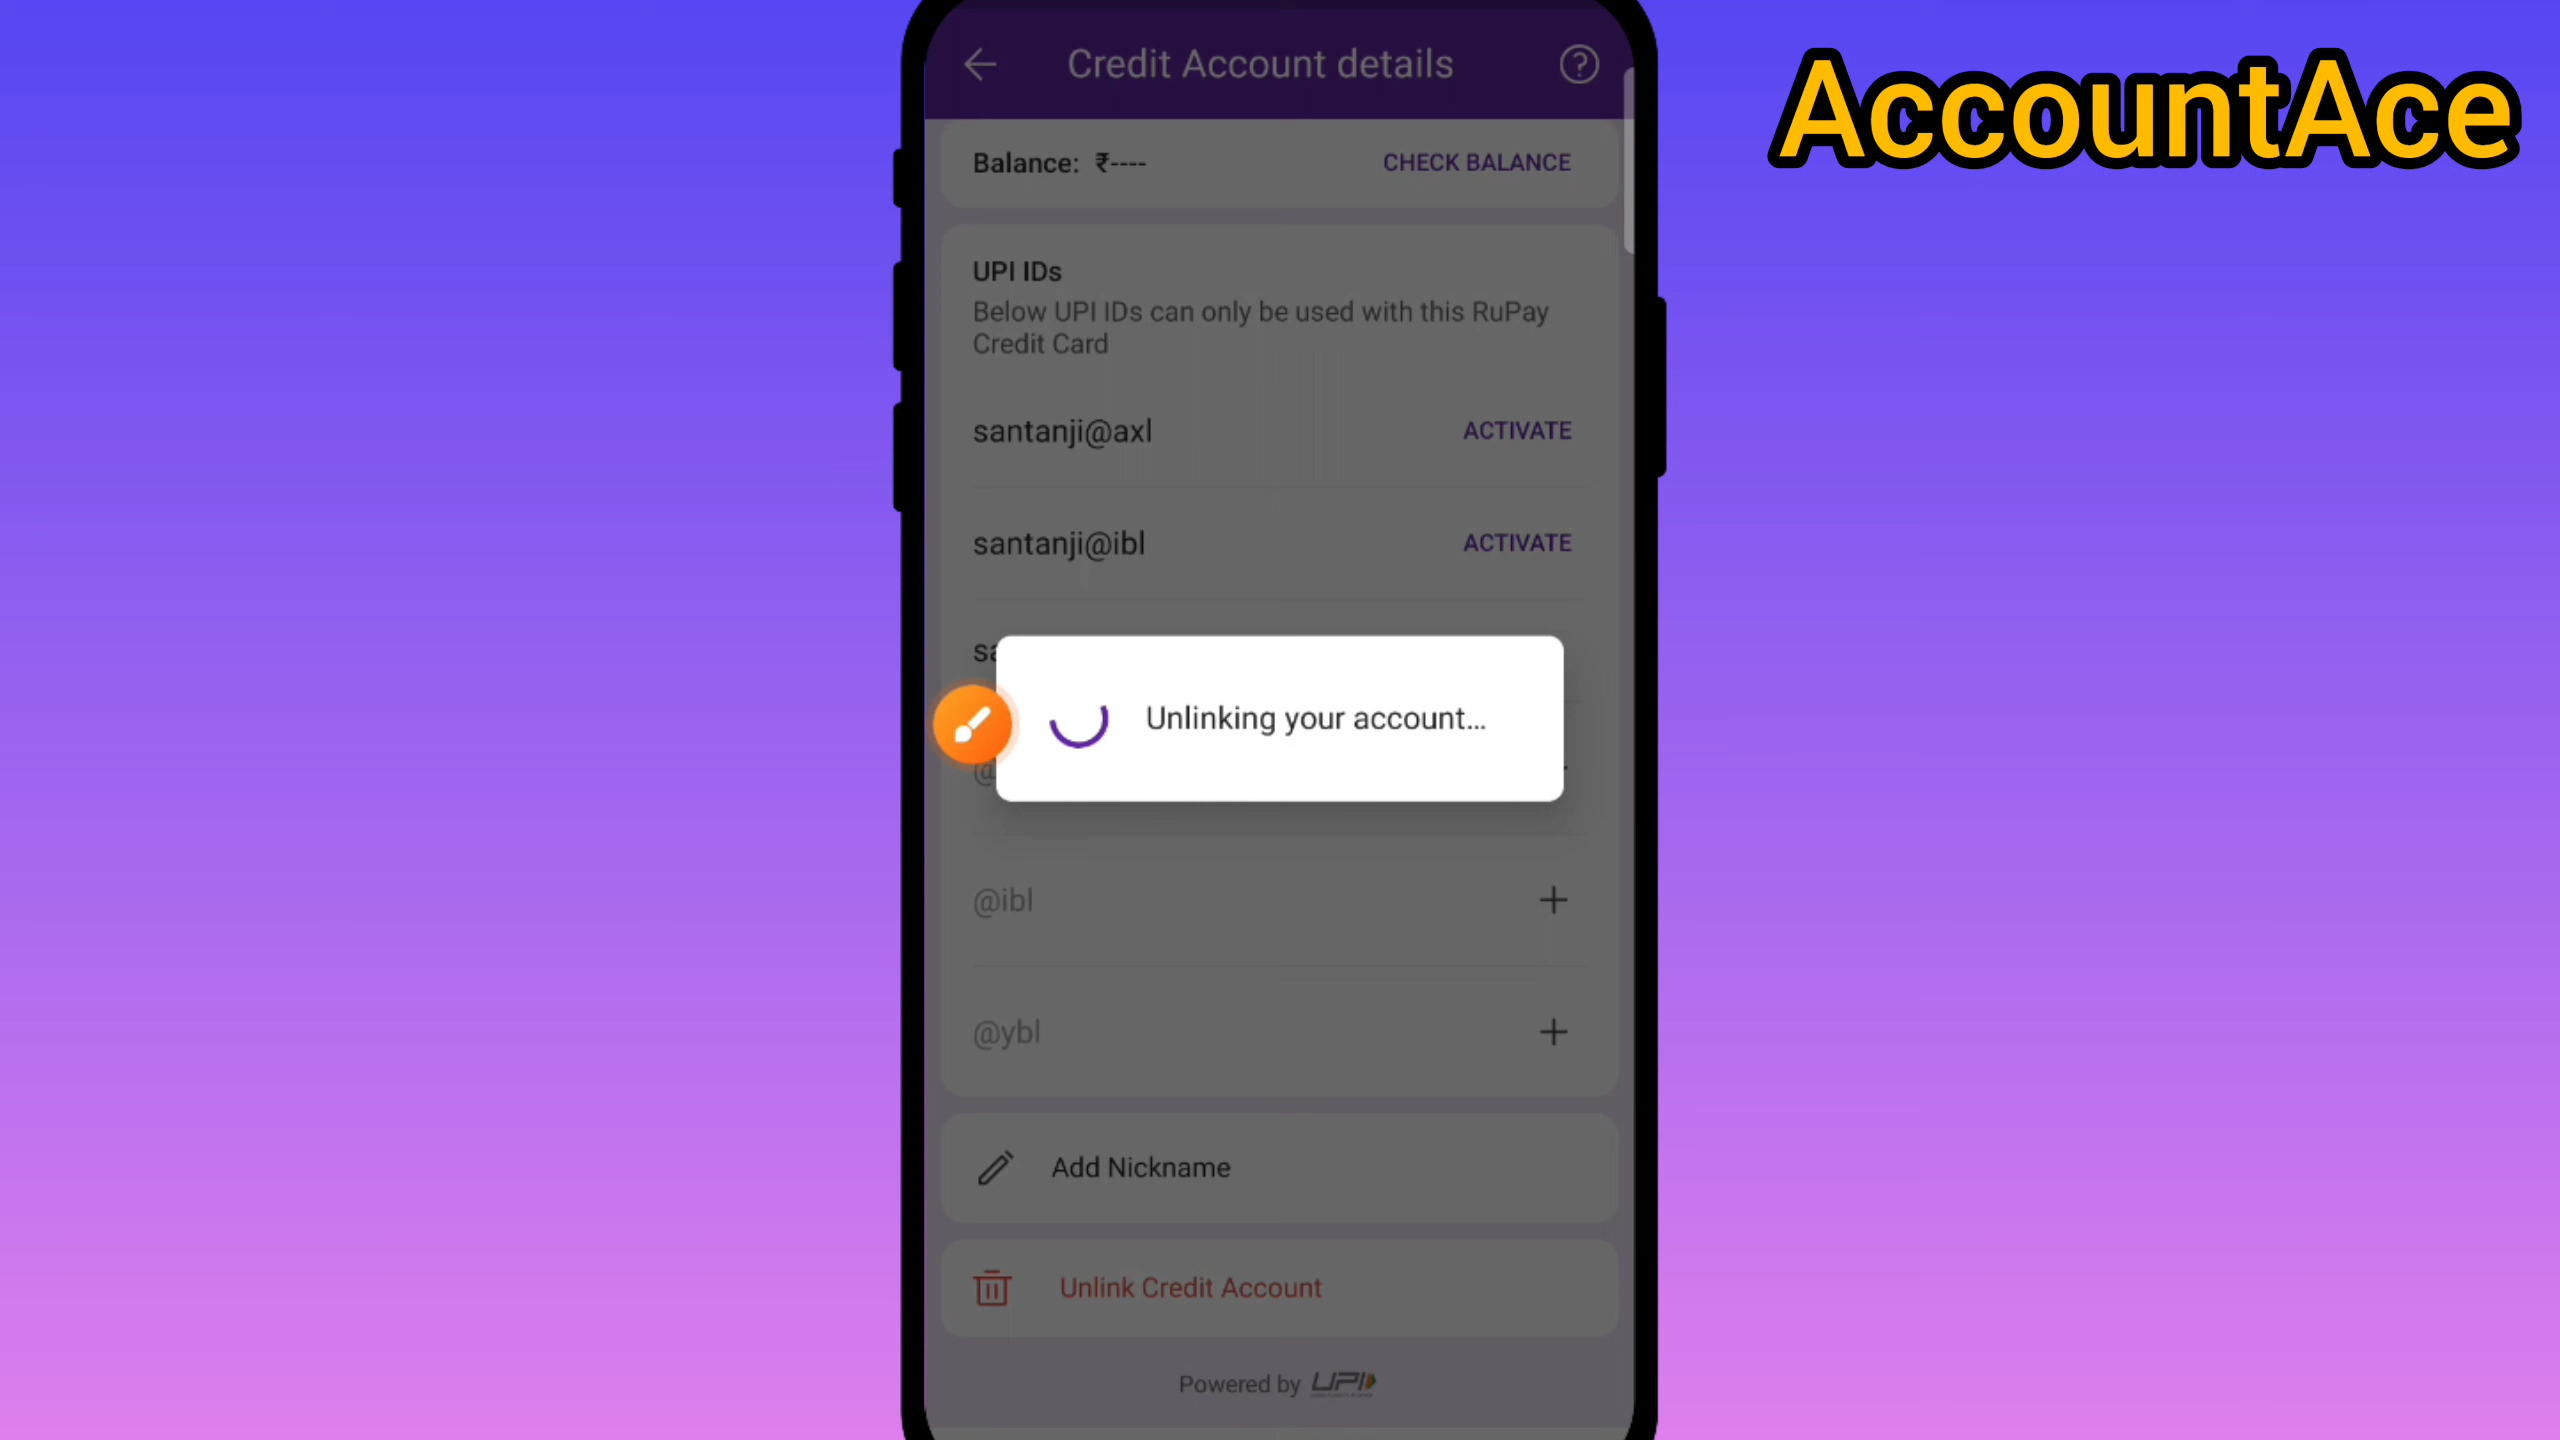 Credit Account details
AccountAce
Balance: ₹----
CHECK BALANCE
UPI IDs
Below UPI IDs can only be used with this RuPay
Credit Card
santanji@axl
ACTIVATE
santanji@ibl
ACTIVATE
Unlinking your account...
@ibl
@ybl
Add Nickname
Unlink Credit Account
Powered by UPI